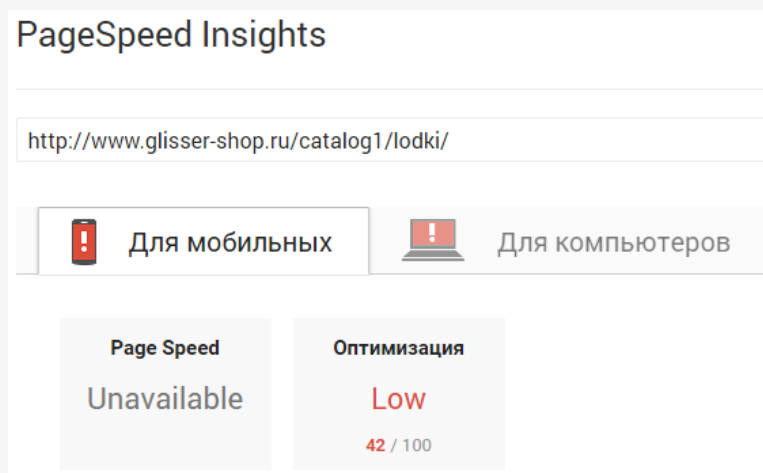 PageSpeed Insights
http://www.glisser-shop.ru/catalog1/lodki/
Для мобильных
Для компьютеров
Page Speed
Unavailable
Оптимизация
Low
42 / 100